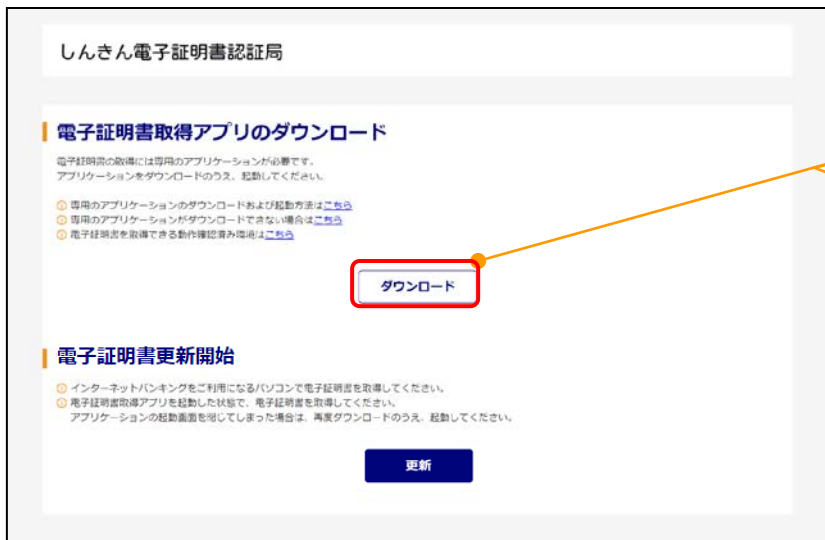 しんきん電子証明書認証局
電子証明書取得アプリのダウンロード
電子証明書の取得には専用のアプリケーションが必要です。
アプリケーションをダウンロードのうえ、起動してください。
専用のアプリケーションのダウンロードおよび起動方法はこちら
専用のアプリケーションがダウンロードできない場合はこちら
電子証明書を取得できる動作確認済み環境はこちら
ダウンロード
電子証明書更新開始
インターネットバンキングをご利用になるパソコンで電子証明書を取得してください。
電子証明書取得アプリを起動した状態で、電子証明書を取得してください。
アプリケーションの起動画面を閉じてしまった場合は、再度ダウンロードのうえ、起動してください。
更新